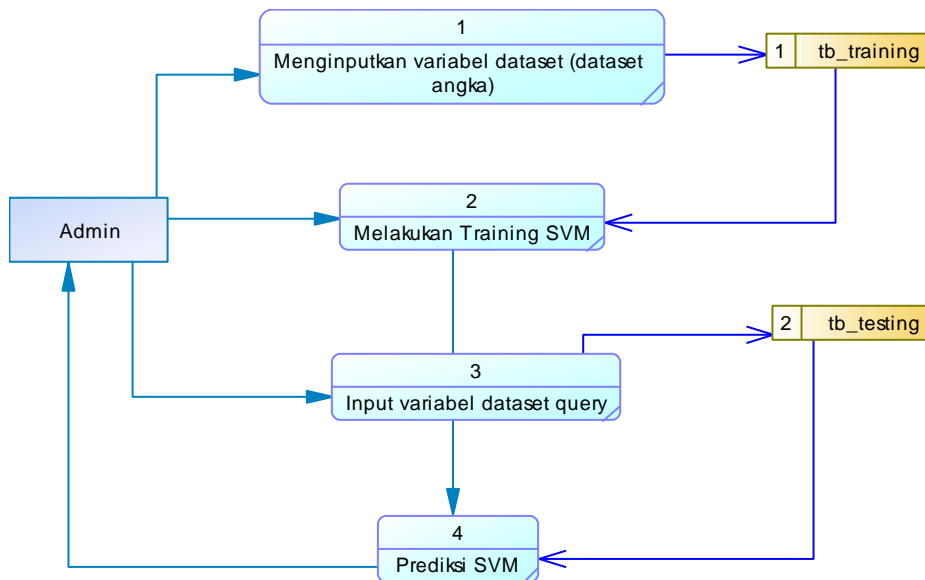 1
Menginputkan variabel dataset (dataset
angka)
1 tb_training
2
Melakukan Training SVM
Admin
2 tb_testing
3
Input variabel dataset query
4
Prediksi SVM